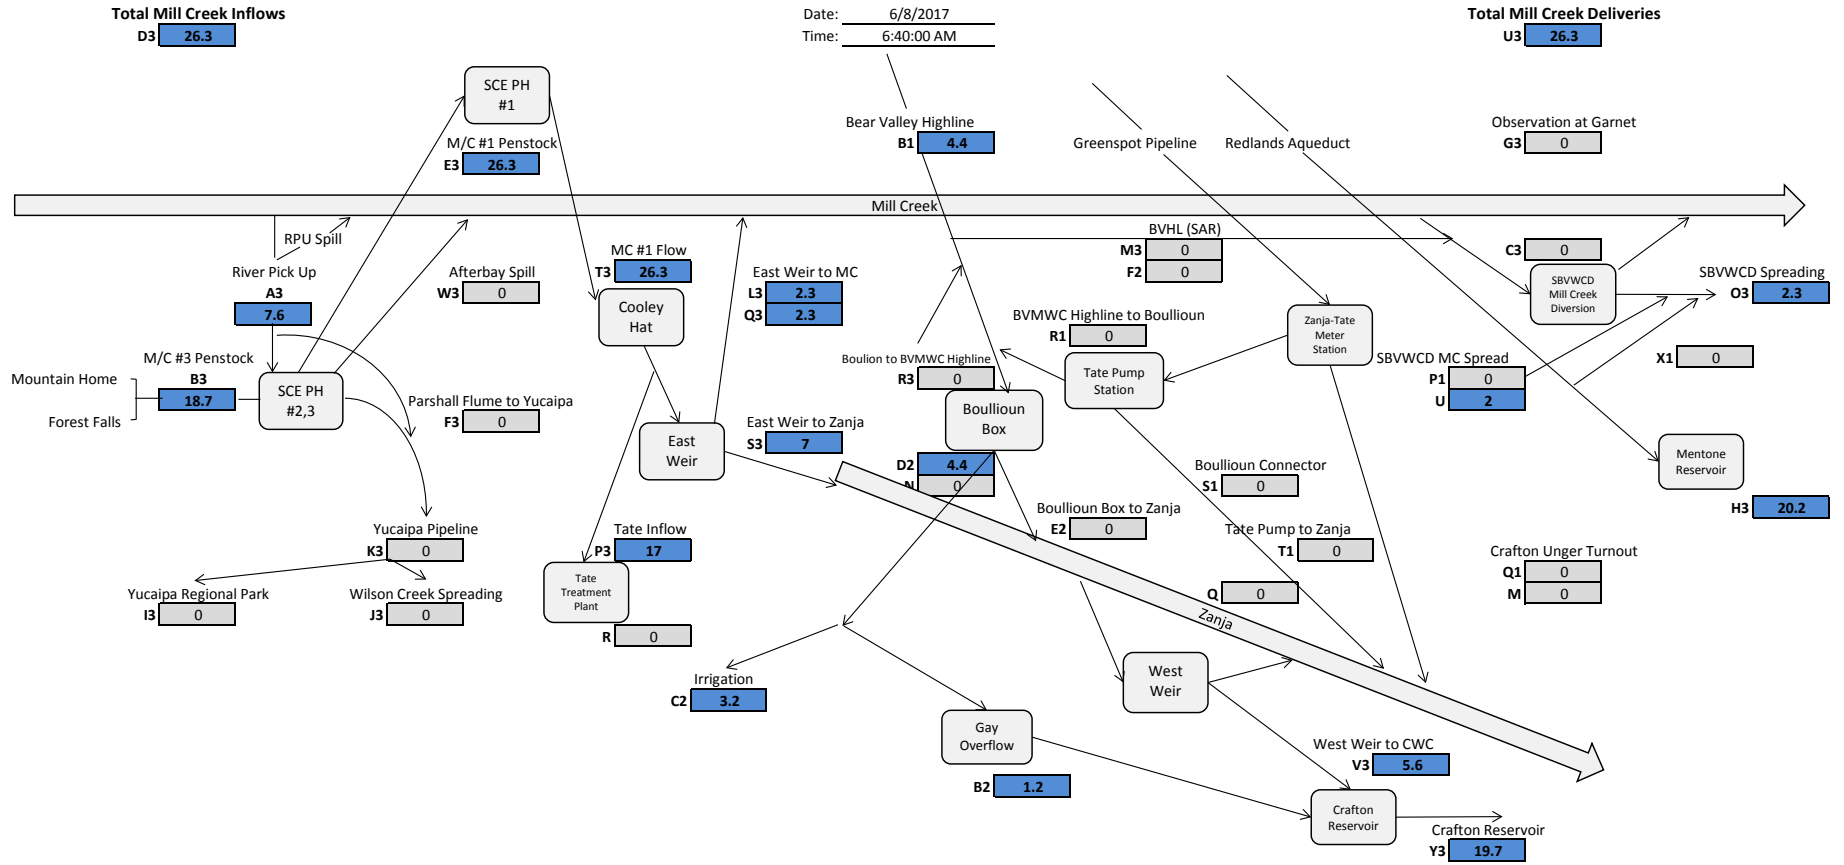 Total Mill Creek Inflows
D3 26.3
Date: 6/8/2017
Time: 6:40:00 AM
Total Mill Creek Deliveries
U3 26.3
SCE PH
#1
M/C #1 Penstock
E3 26.3
Bear Valley Highline
B1 4.4
Greenspot Pipeline
Redlands Aqueduct
Observation at Garnet
G3 0
Mill Creek
RPU Spill
River Pick Up
A3
7.6
Afterbay Spill
W3 0
MC #1 Flow
T3 26.3
Cooley
Hat
East Weir to MC
L3 2.3
Q3 2.3
BVHL (SAR)
M3 0
F2 0
C3 0
SBVWCD
Mill Creek
Diversion
SBVWCD Spreading
O3 2.3
BVMWC Highline to Boullioun
R1 0
Zanja-Tate
Meter
Station
M/C #3 Penstock
B3
18.7
Mountain Home
Forest Falls
SCE PH
#2,3
Boulion to BVMWC Highline
R3 0
Tate Pump
Station
SBVWCD MC Spread
P1 0
U 2
X1 0
Parshall Flume to Yucaipa
F3 0
East
Weir
East Weir to Zanja
S3 7
Boullioun
Box
D2 4.4
N 0
Boullioun Connector
S1 0
Mentone
Reservoir
H3 20.2
Yucaipa Pipeline
K3 0
Tate Inflow
P3 17
Boullioun Box to Zanja
E2 0
Tate Pump to Zanja
T1 0
Crafton Unger Turnout
Q1 0
M 0
Yucaipa Regional Park
I3 0
Wilson Creek Spreading
J3 0
Tate
Treatment
Plant
R 0
Q 0
Zanja
Irrigation
C2 3.2
West
Weir
Gay
Overflow
B2 1.2
West Weir to CWC
V3 5.6
Crafton
Reservoir
Crafton Reservoir
Y3 19.7